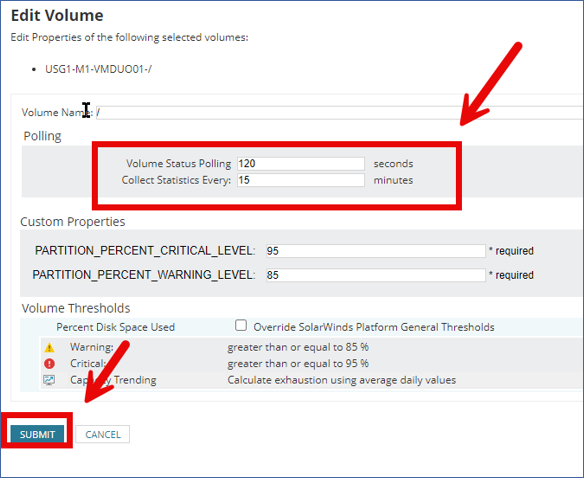 Edit Volume
Edit Properties of the following selected volumes:
• USG1-M1-VMDUO01-/
Volume Name: /
Polling
Volume Status Polling 120 seconds
Collect Statistics Every: 15 minutes
Custom Properties
PARTITION_PERCENT_CRITICAL_LEVEL: 95 * required
PARTITION_PERCENT_WARNING_LEVEL: 85 * required
Volume Thresholds
Percent Disk Space Used Override SolarWinds Platform General Thresholds
Warning: greater than or equal to 85 %
Critical: greater than or equal to 95 %
Capacity Trending Calculate exhaustion using average daily values
SUBMIT CANCEL